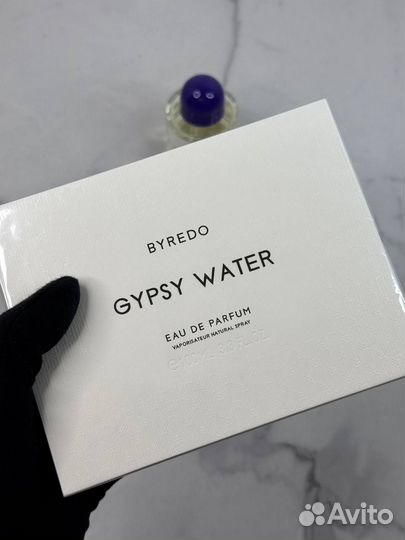 BYREDO
GYPSY WATER
EAU DE PARFUM
VAPORISATEUR NATURAL SPRAY
Avito